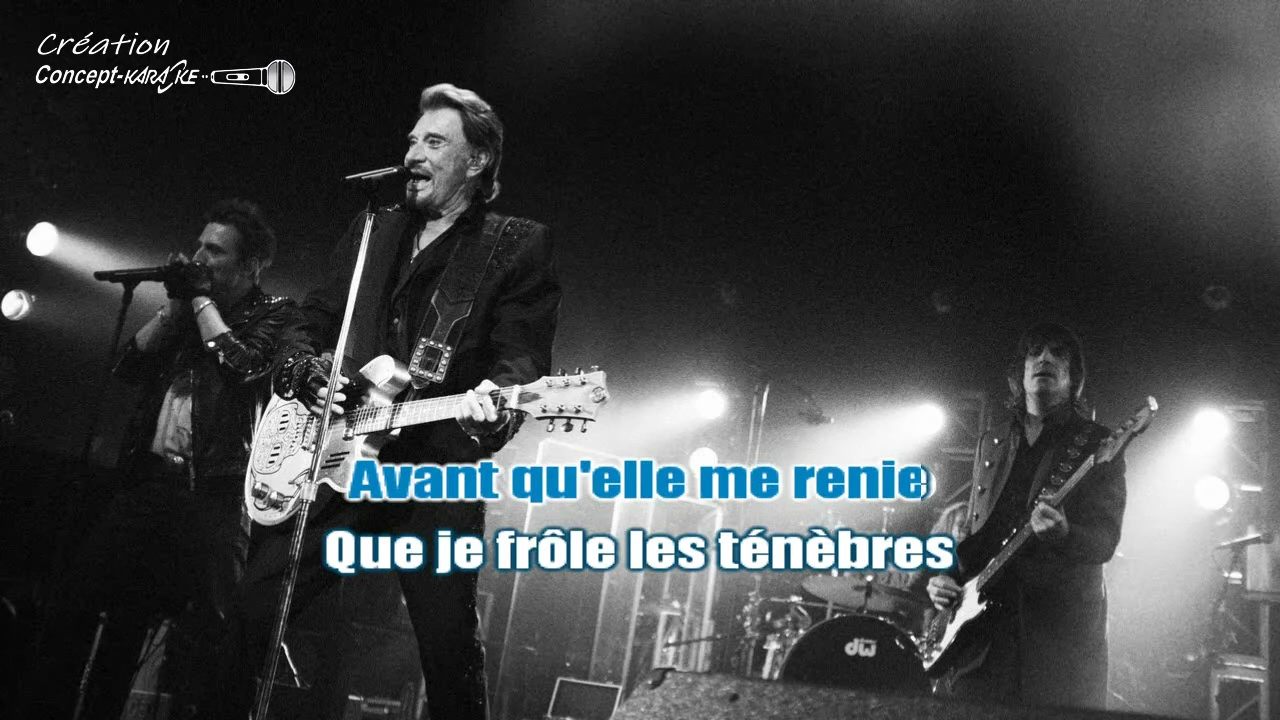 Création
Concept-KARAOKE
Avant qu'elle me renie
Que je frôle les ténèbres
dw